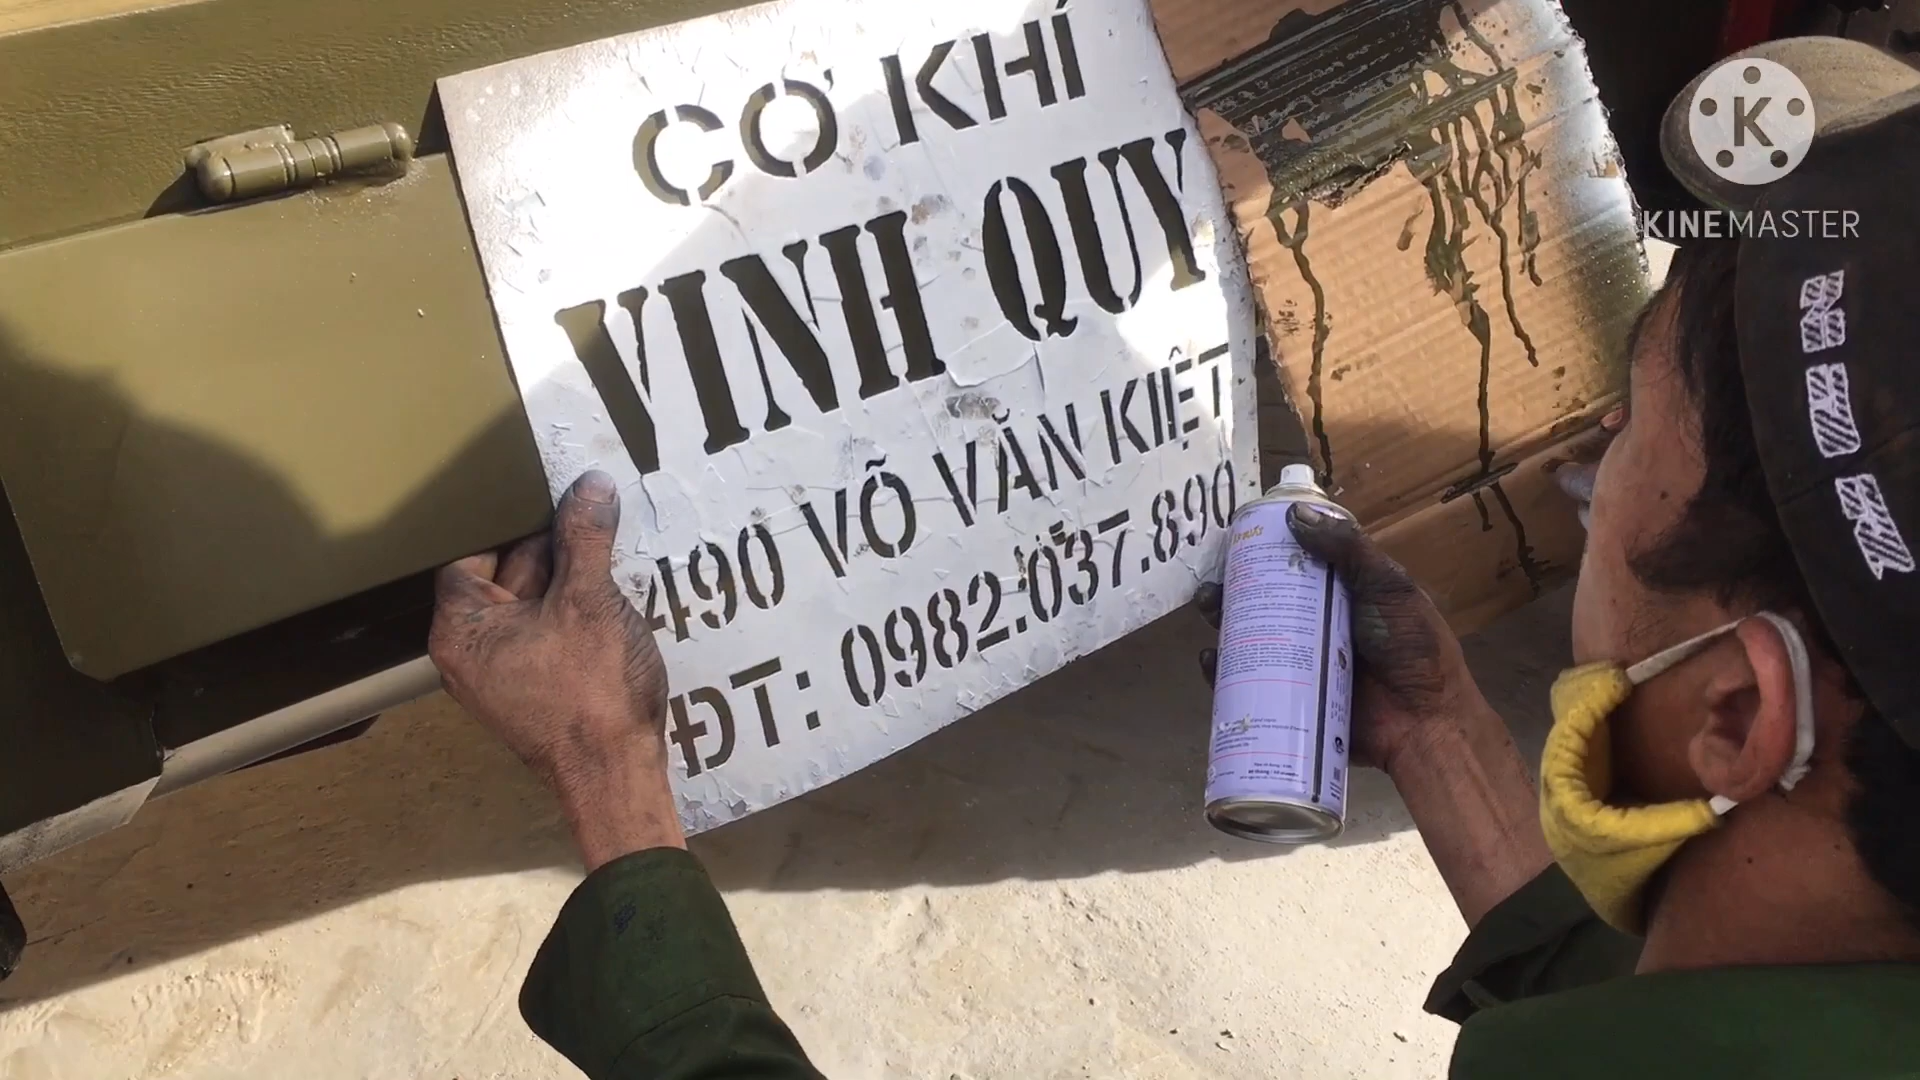 CƠ KHÍ
VINH QUY
490 VÕ VĂN KIỆT
ĐT: 0982.037.890
K
KINEMASTER